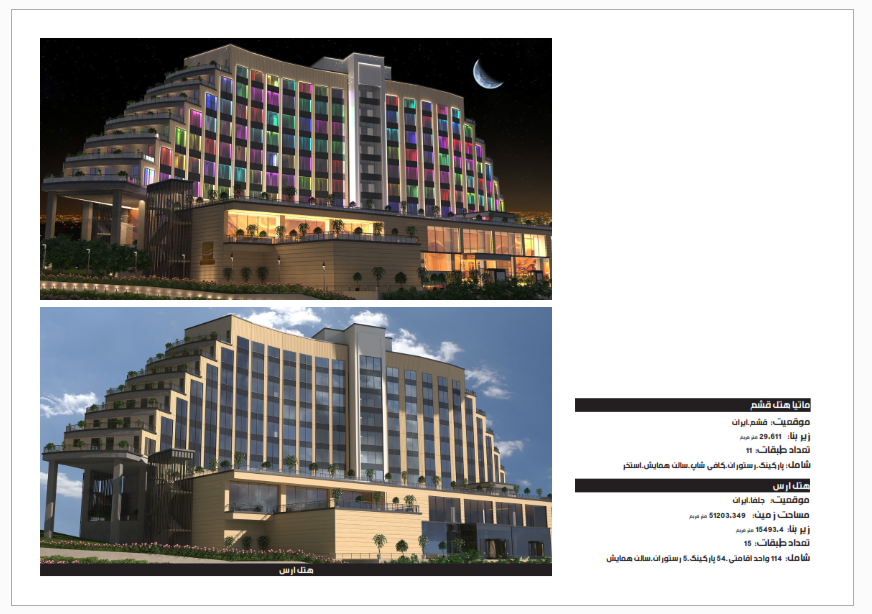 ماتیا هتل قشم
موقعیت: قشم.ایران
زیر بنا: 29.611 متر مربع
تعداد طبقات: 11
شامل: پارکینگ.رستوران.کافی شاپ.سالن همایش.استخر
هتل ارس
موقعیت: جلفا.ایران
مساحت زمین: 51203.349 متر مربع
زیر بنا: 15493.4 متر مربع
تعداد طبقات: 15
شامل: 114 واحد اقامتی.54 پارکینگ.5 رستوران.سالن همایش
هتل ارس